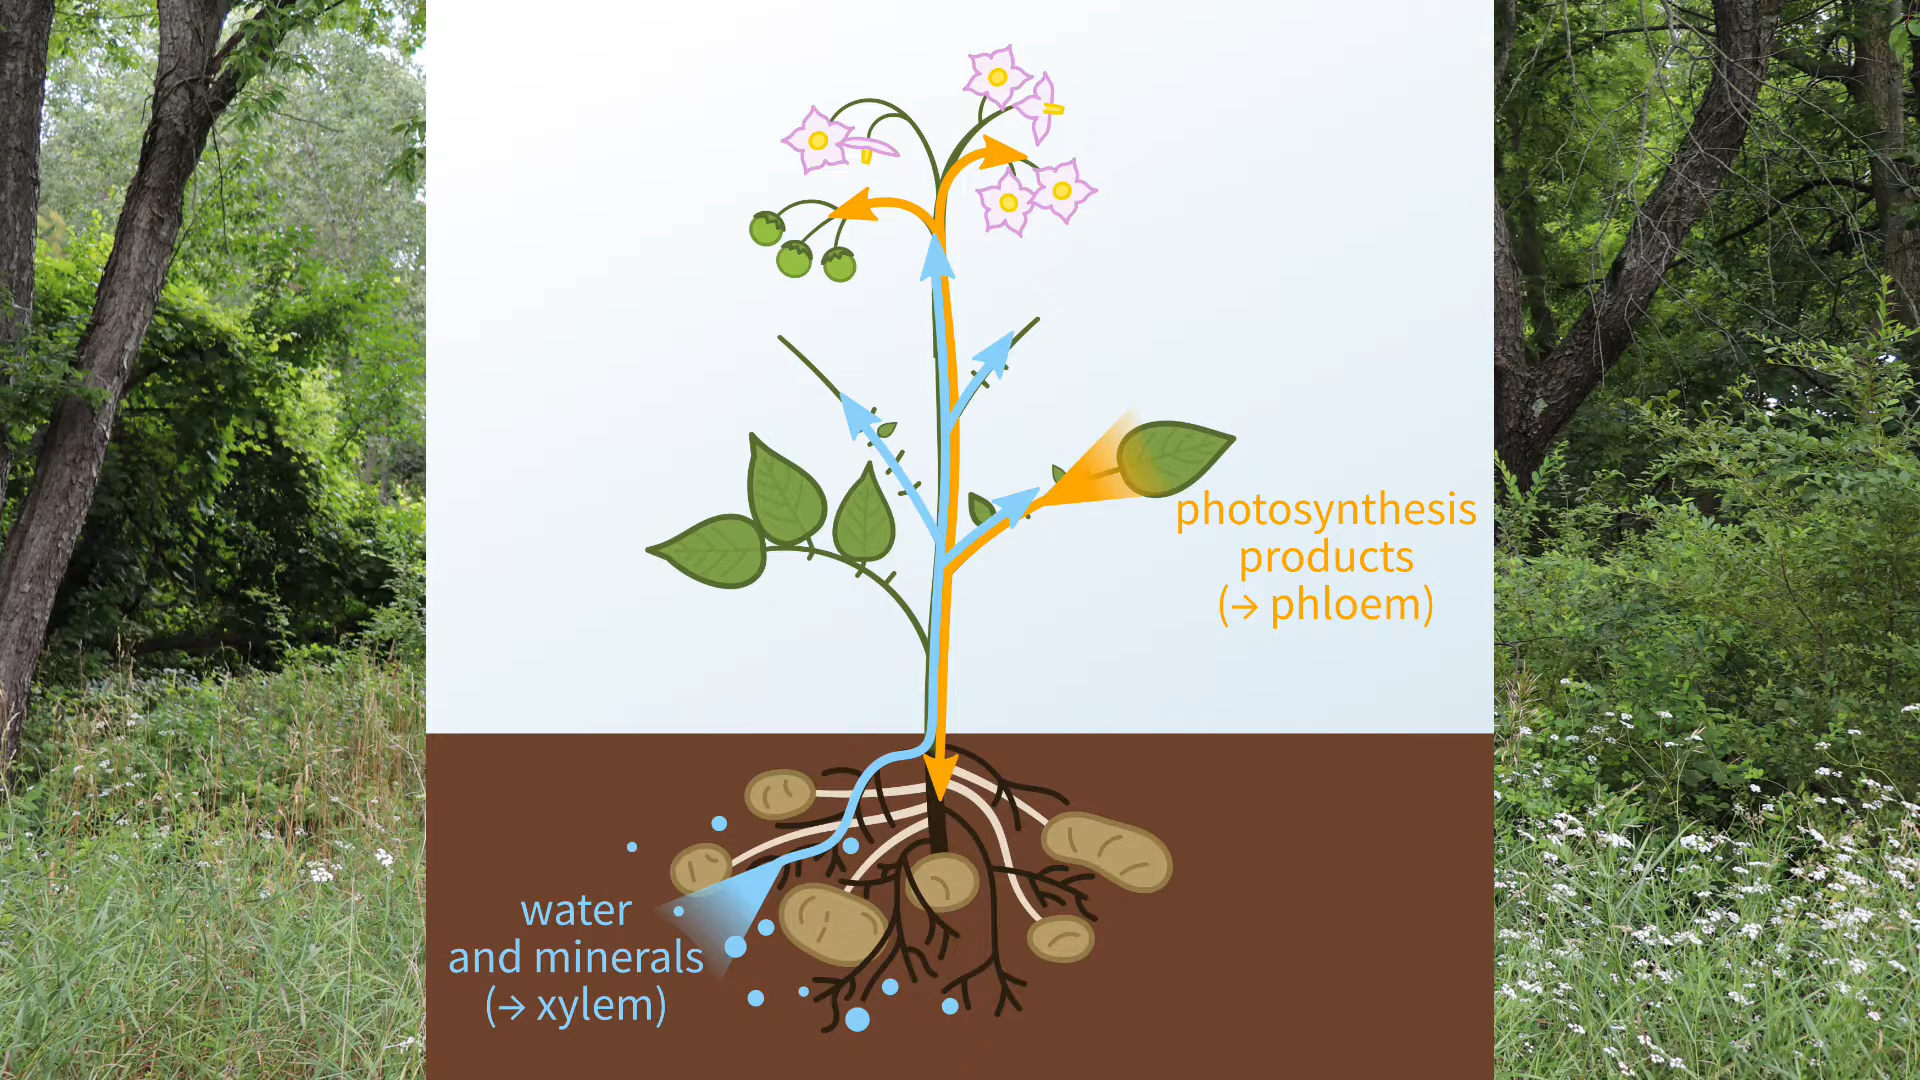 photosynthesis
products
(→ phloem)
water
and minerals
(→ xylem)